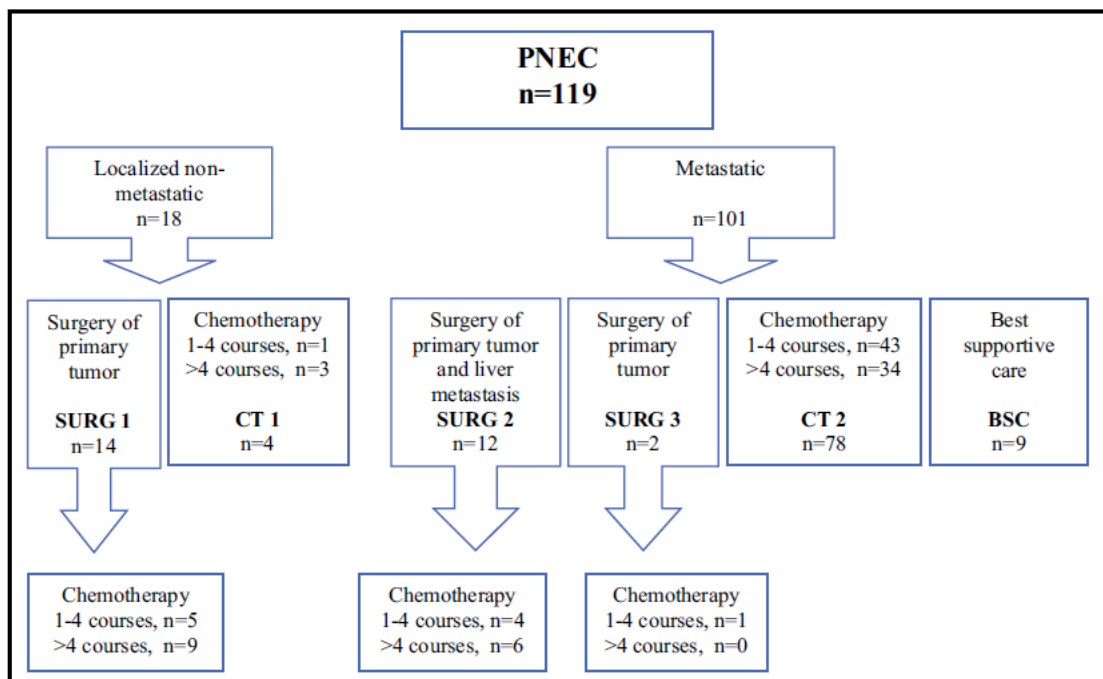 PNEC
n=119
Localized non-
metastatic
n=18
Metastatic
n=101
Surgery of
primary
tumor
SURG 1
n=14
Chemotherapy
1-4 courses, n=1
>4 courses, n=3
CT 1
n=4
Surgery of
primary tumor
and liver
metastasis
SURG 2
n=12
Surgery of
primary
tumor
SURG 3
n=2
Chemotherapy
1-4 courses, n=43
>4 courses, n=34
CT 2
n=78
Best
supportive
care
BSC
n=9
Chemotherapy
1-4 courses, n=5
>4 courses, n=9
Chemotherapy
1-4 courses, n=4
>4 courses, n=6
Chemotherapy
1-4 courses, n=1
>4 courses, n=0